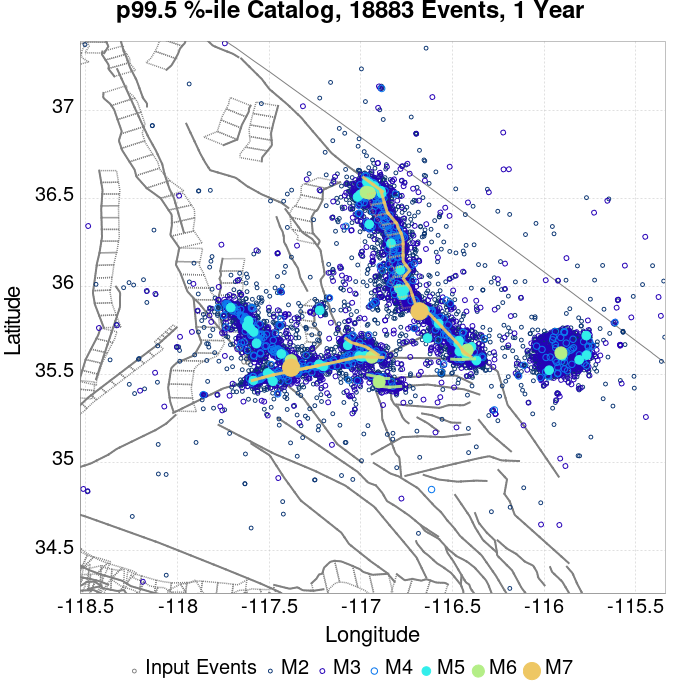 p99.5 %-ile Catalog, 18883 Events, 1 Year
Latitude
37
36.5
36
35.5
35
34.5
-118.5 -118 -117.5 -117 -116.5 -116 -115.5
Longitude
Input Events M2 M3 M4 M5 M6 M7